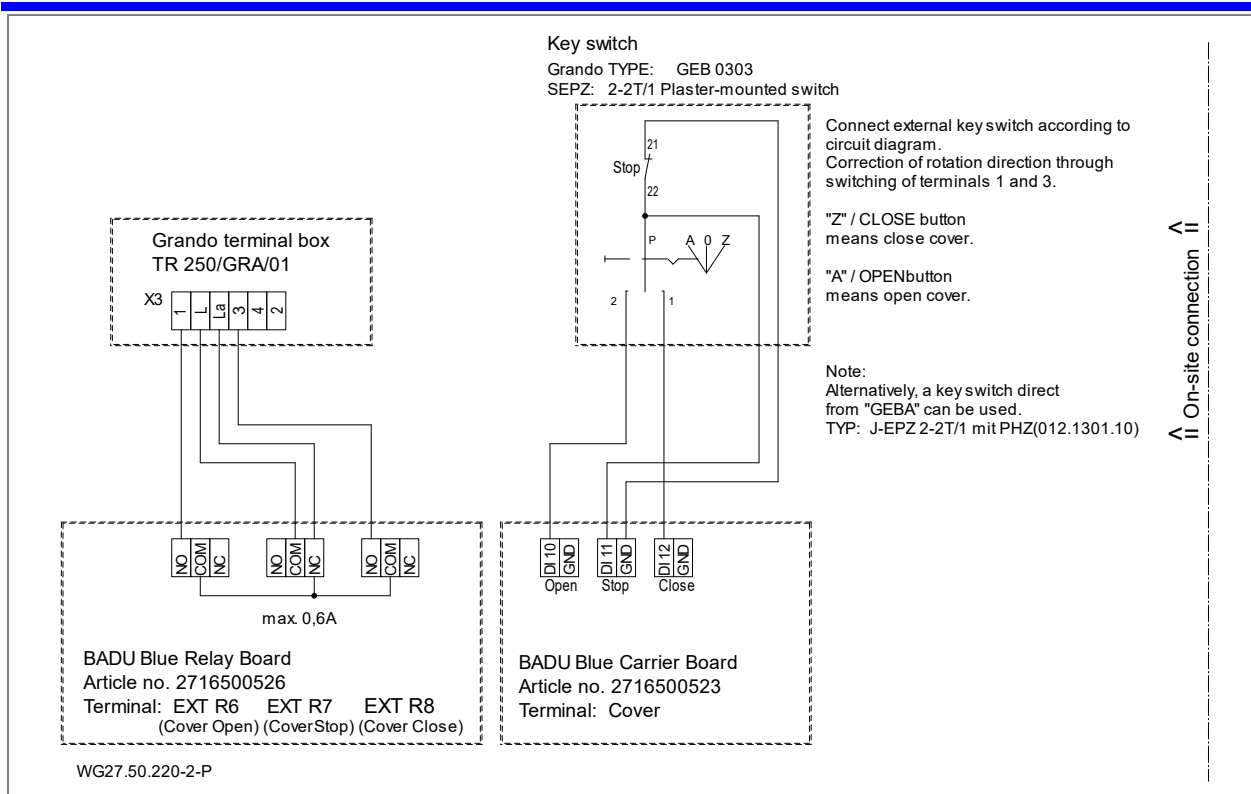 Key switch
Grando TYPE: GEB 0303
SEPZ: 2-2T/1 Plaster-mounted switch
21
Stop
22
P
A 0 Z
2
1
Connect external key switch according to
circuit diagram.
Correction of rotation direction through
switching of terminals 1 and 3.
"Z" / CLOSE button
means close cover.
"A" / OPENbutton
means open cover.
Note:
Alternatively, a key switch direct
from "GEBA" can be used.
TYP: J-EPZ 2-2T/1 mit PHZ(012.1301.10)
<= On-site connection <=
Grando terminal box
TR 250/GRA/01
X3
1 L La 3 4 2
NO COM NC
NO COM NC
NO COM NC
max. 0,6A
BADU Blue Relay Board
Article no. 2716500526
Terminal: EXT R6 EXT R7 EXT R8
(Cover Open) (CoverStop) (Cover Close)
DI 10 GND
DI 11 GND
DI 12 GND
Open Stop Close
BADU Blue Carrier Board
Article no. 2716500523
Terminal: Cover
WG27.50.220-2-P